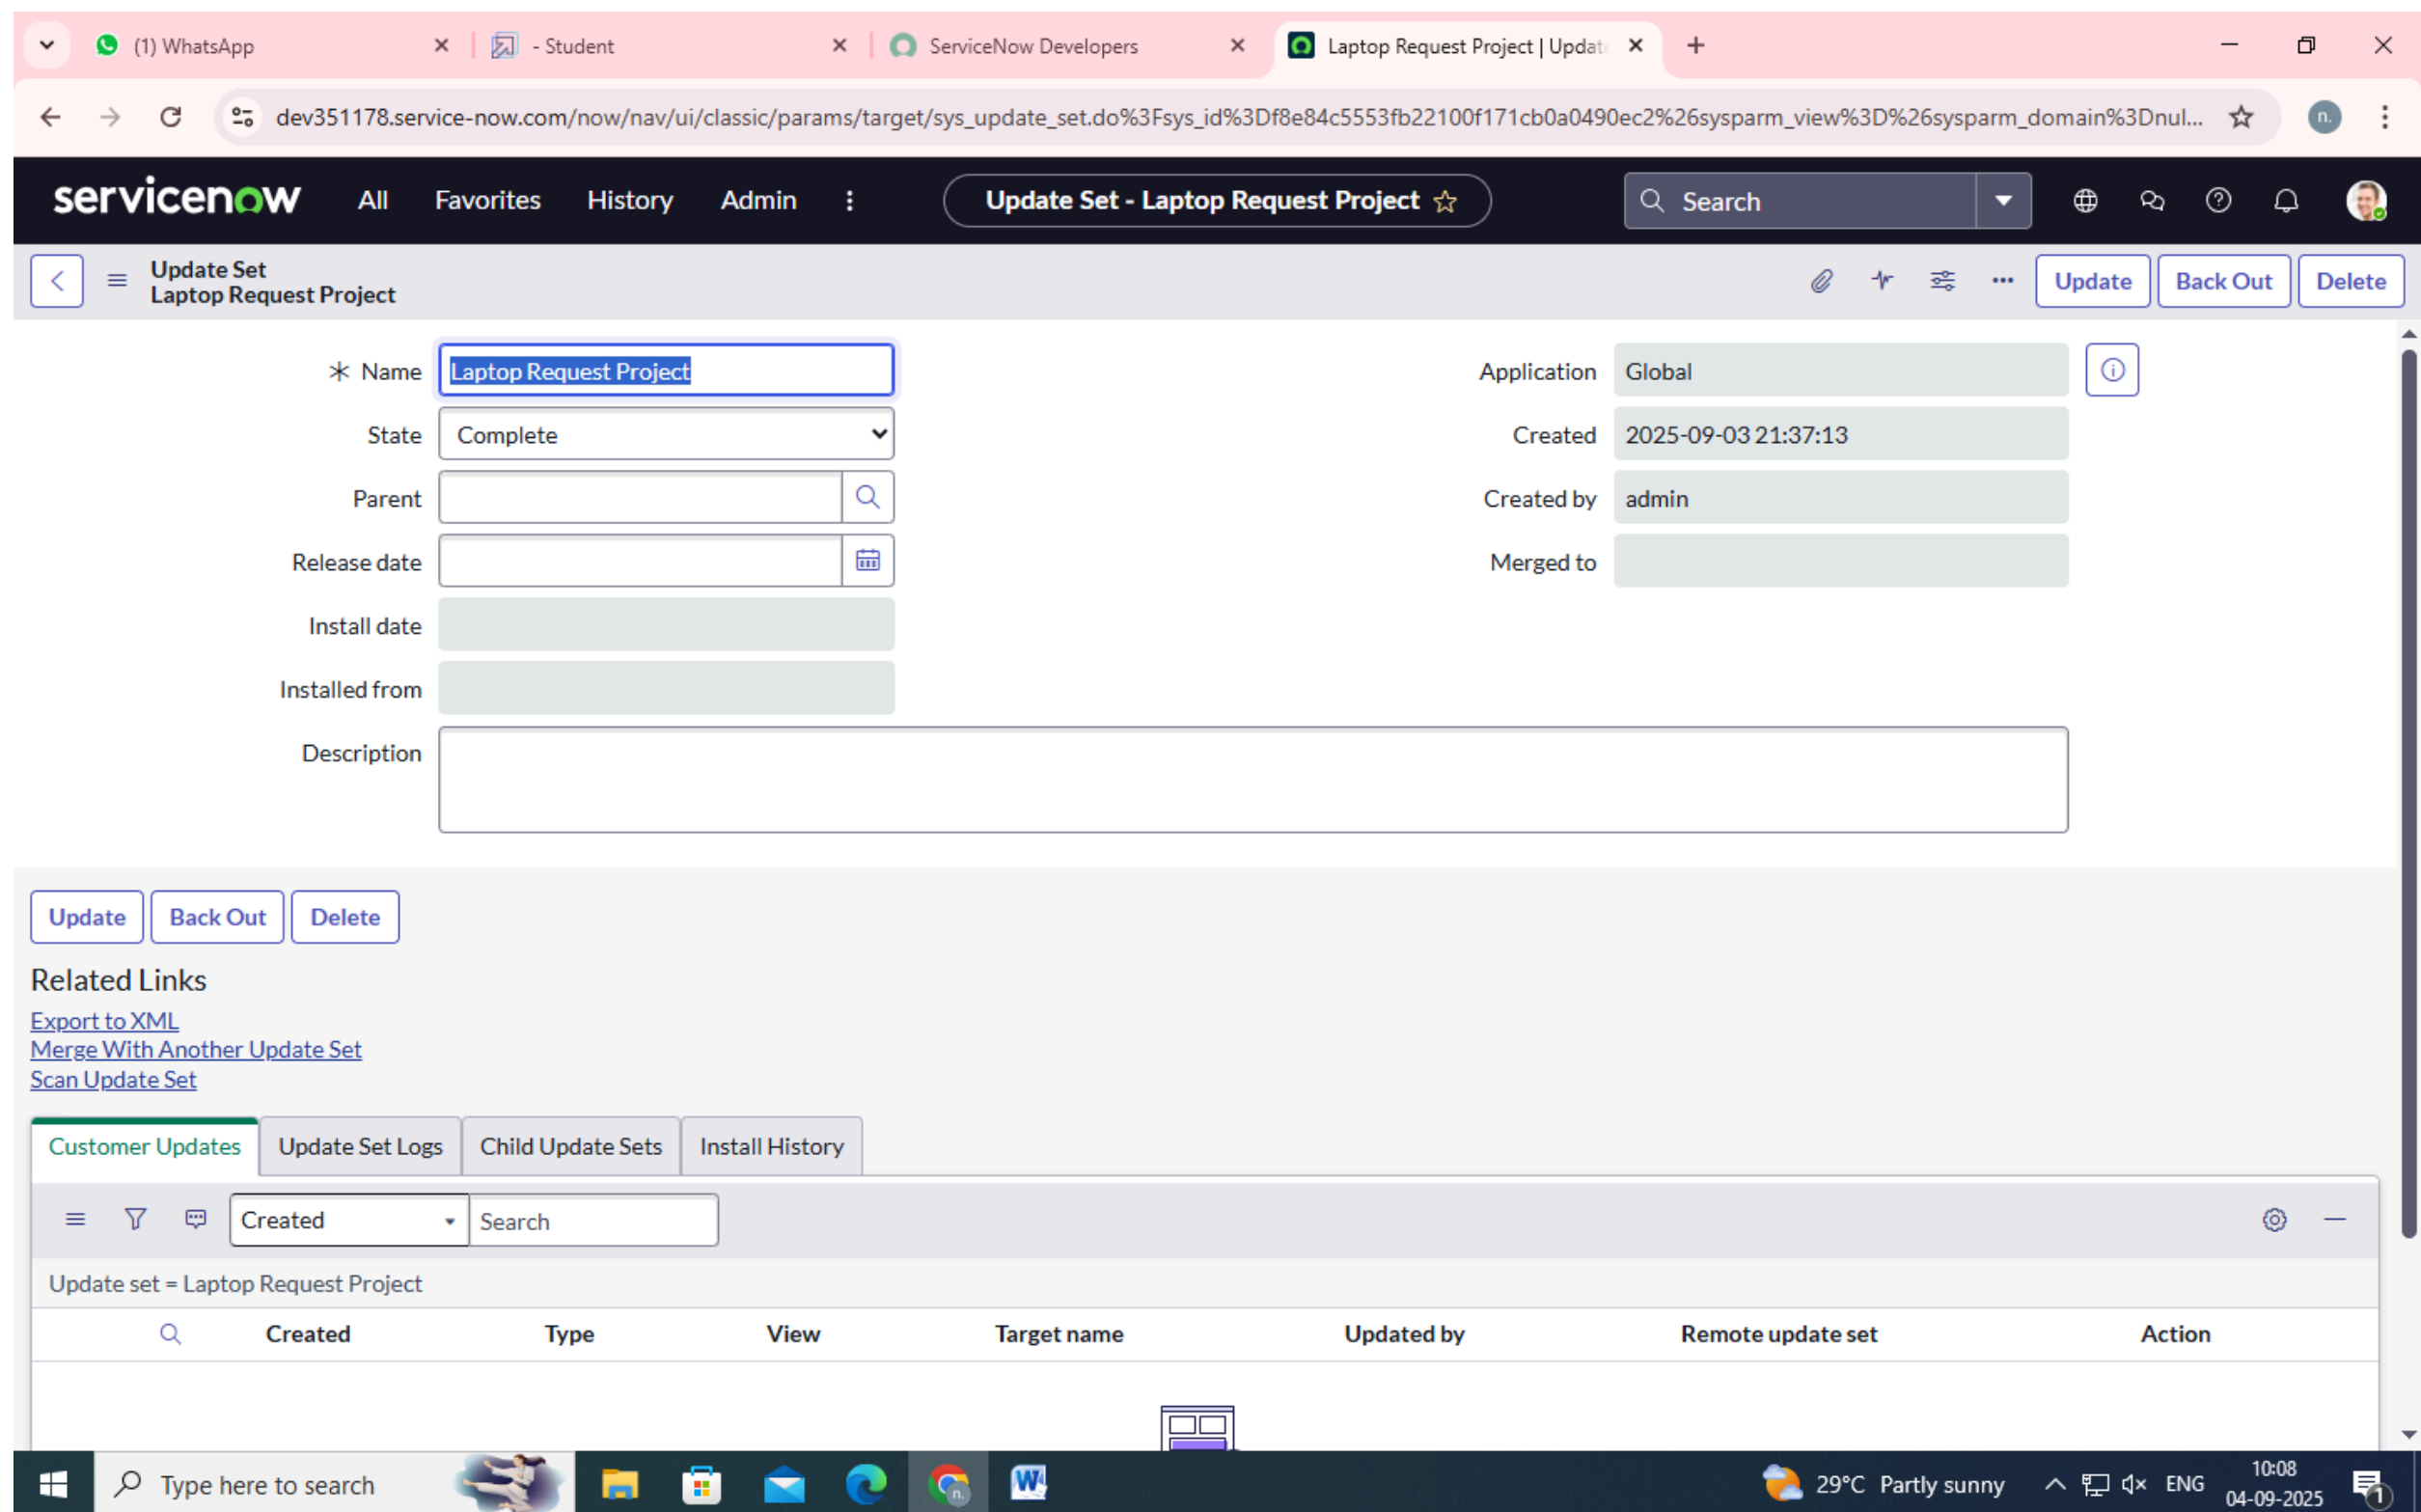 (1) WhatsApp
- Student
ServiceNow Developers
Laptop Request Project | Updat
dev351178.service-now.com/now/nav/ui/classic/params/target/sys_update_set.do%3Fsys_id%3Df8e84c5553fb22100f171cb0a0490ec2%26sysparm_view%3D%26sysparm_domain%3Dnul...
n.
servicenow
All
Favorites
History
Admin
Update Set - Laptop Request Project
Search
Update Set
Laptop Request Project
Update
Back Out
Delete
Name
Laptop Request Project
Application
Global
State
Complete
Created
2025-09-03 21:37:13
Parent
Created by
admin
Release date
Merged to
Install date
Installed from
Description
Update
Back Out
Delete
Related Links
Export to XML
Merge With Another Update Set
Scan Update Set
Customer Updates
Update Set Logs
Child Update Sets
Install History
Created
Search
Update set = Laptop Request Project
Created
Type
View
Target name
Updated by
Remote update set
Action
Type here to search
n.
W
29°C Partly sunny
ENG
10:08
04-09-2025
1